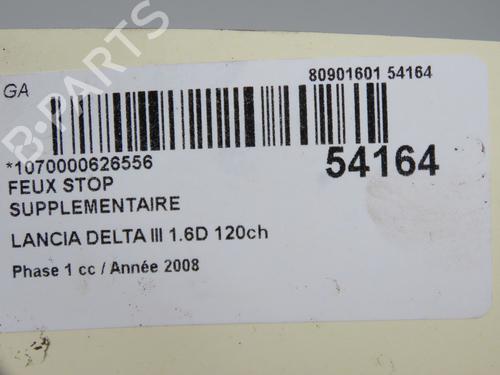 B-PARTS
GA
80901601 54164
*1070000626556
54164
FEUX STOP
SUPPLEMENTAIRE
LANCIA DELTA III 1.6D 120ch
Phase 1 cc / Année 2008